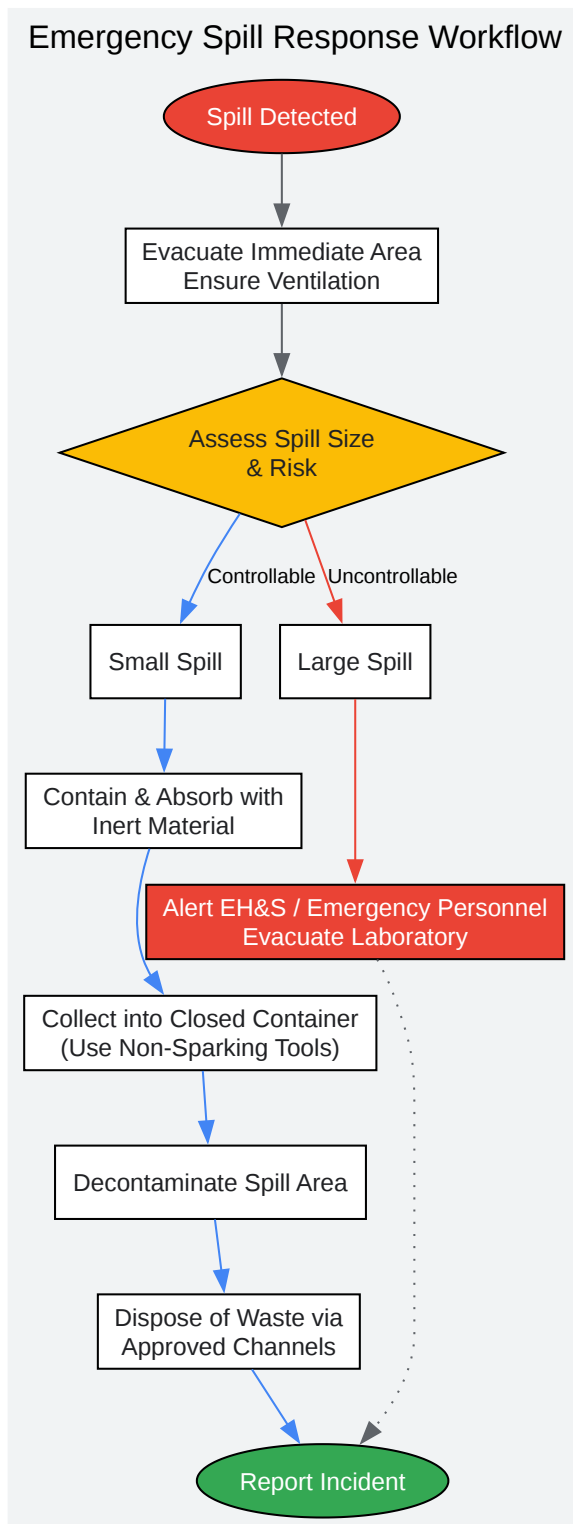 Emergency Spill Response Workflow
Spill Detected
Evacuate Immediate Area
Ensure Ventilation
Assess Spill Size
& Risk
Controllable
Uncontrollable
Small Spill
Large Spill
Contain & Absorb with
Inert Material
Alert EH&S / Emergency Personnel
Evacuate Laboratory
Collect into Closed Container
(Use Non-Sparking Tools)
Decontaminate Spill Area
Dispose of Waste via
Approved Channels
Report Incident